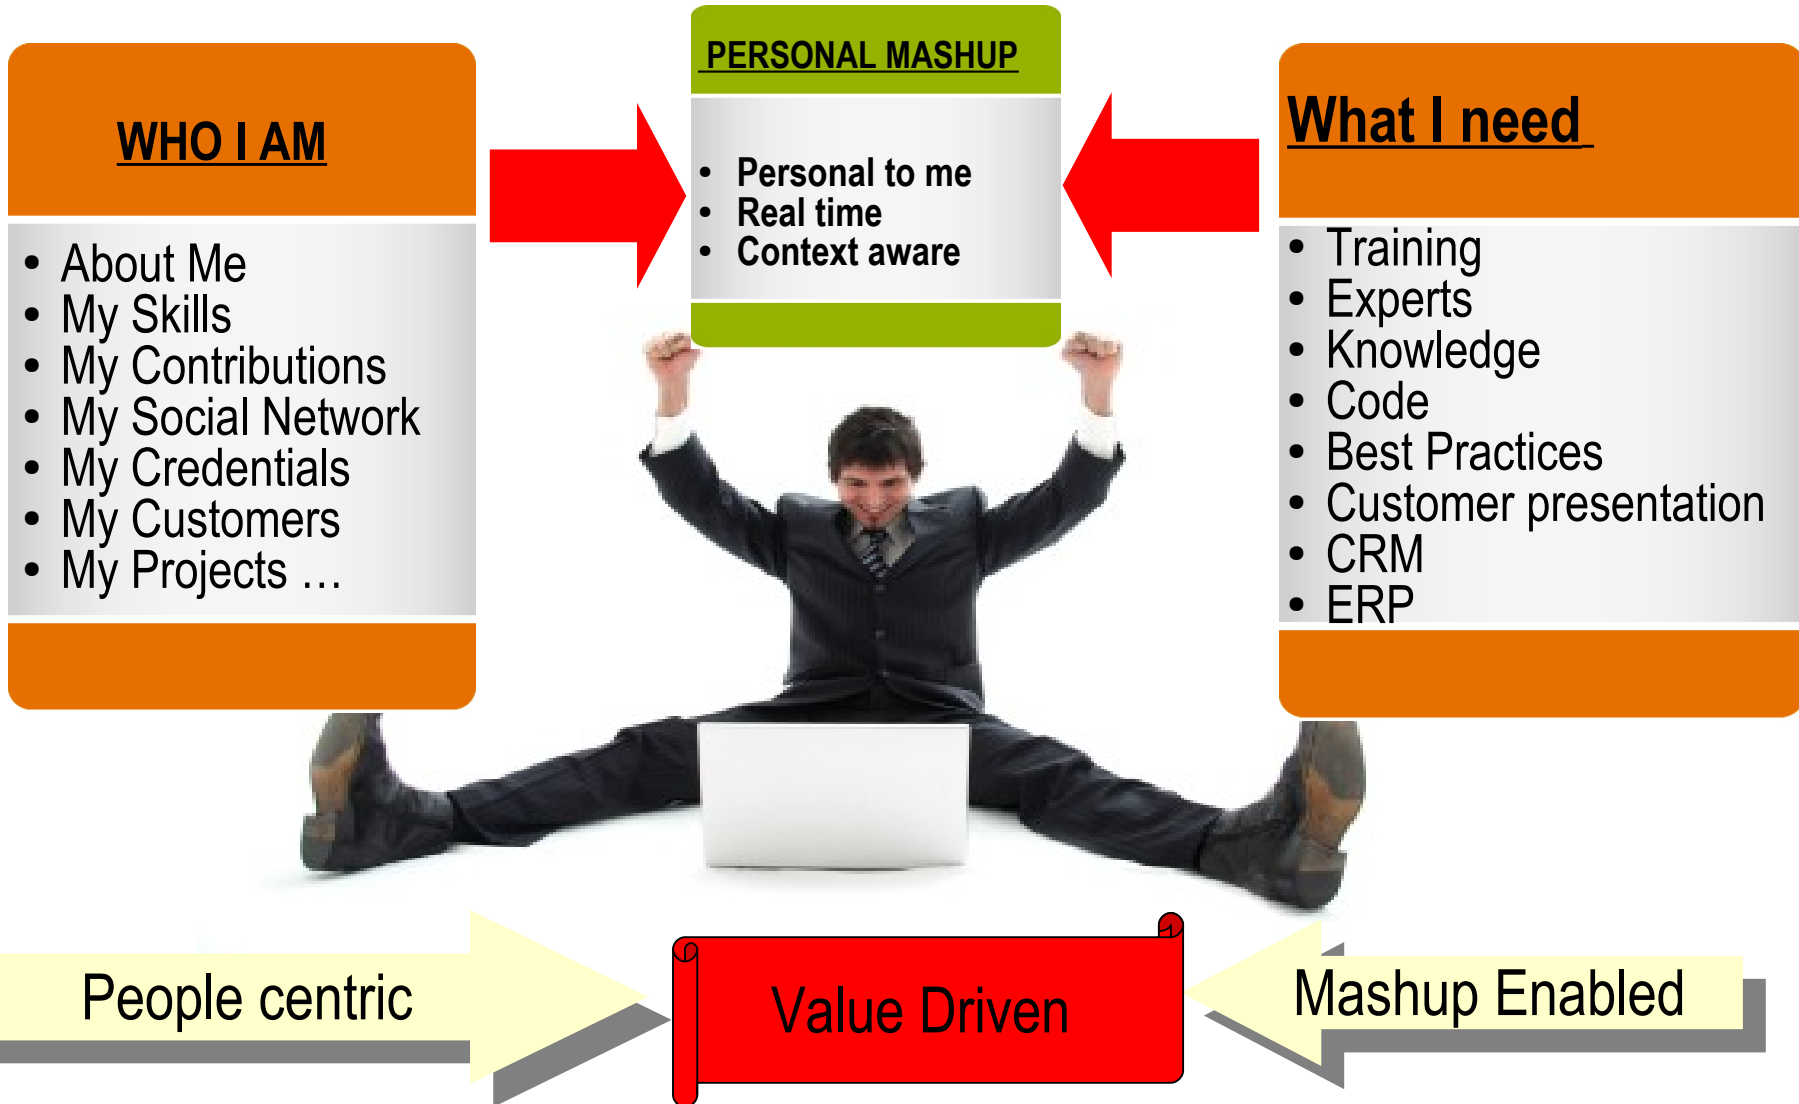 WHO I AM
• About Me
• My Skills
• My Contributions
• My Social Network
• My Credentials
• My Customers
• My Projects …
PERSONAL MASHUP
• Personal to me
• Real time
• Context aware
What I need
• Training
• Experts
• Knowledge
• Code
• Best Practices
• Customer presentation
• CRM
• ERP
People centric
Value Driven
Mashup Enabled